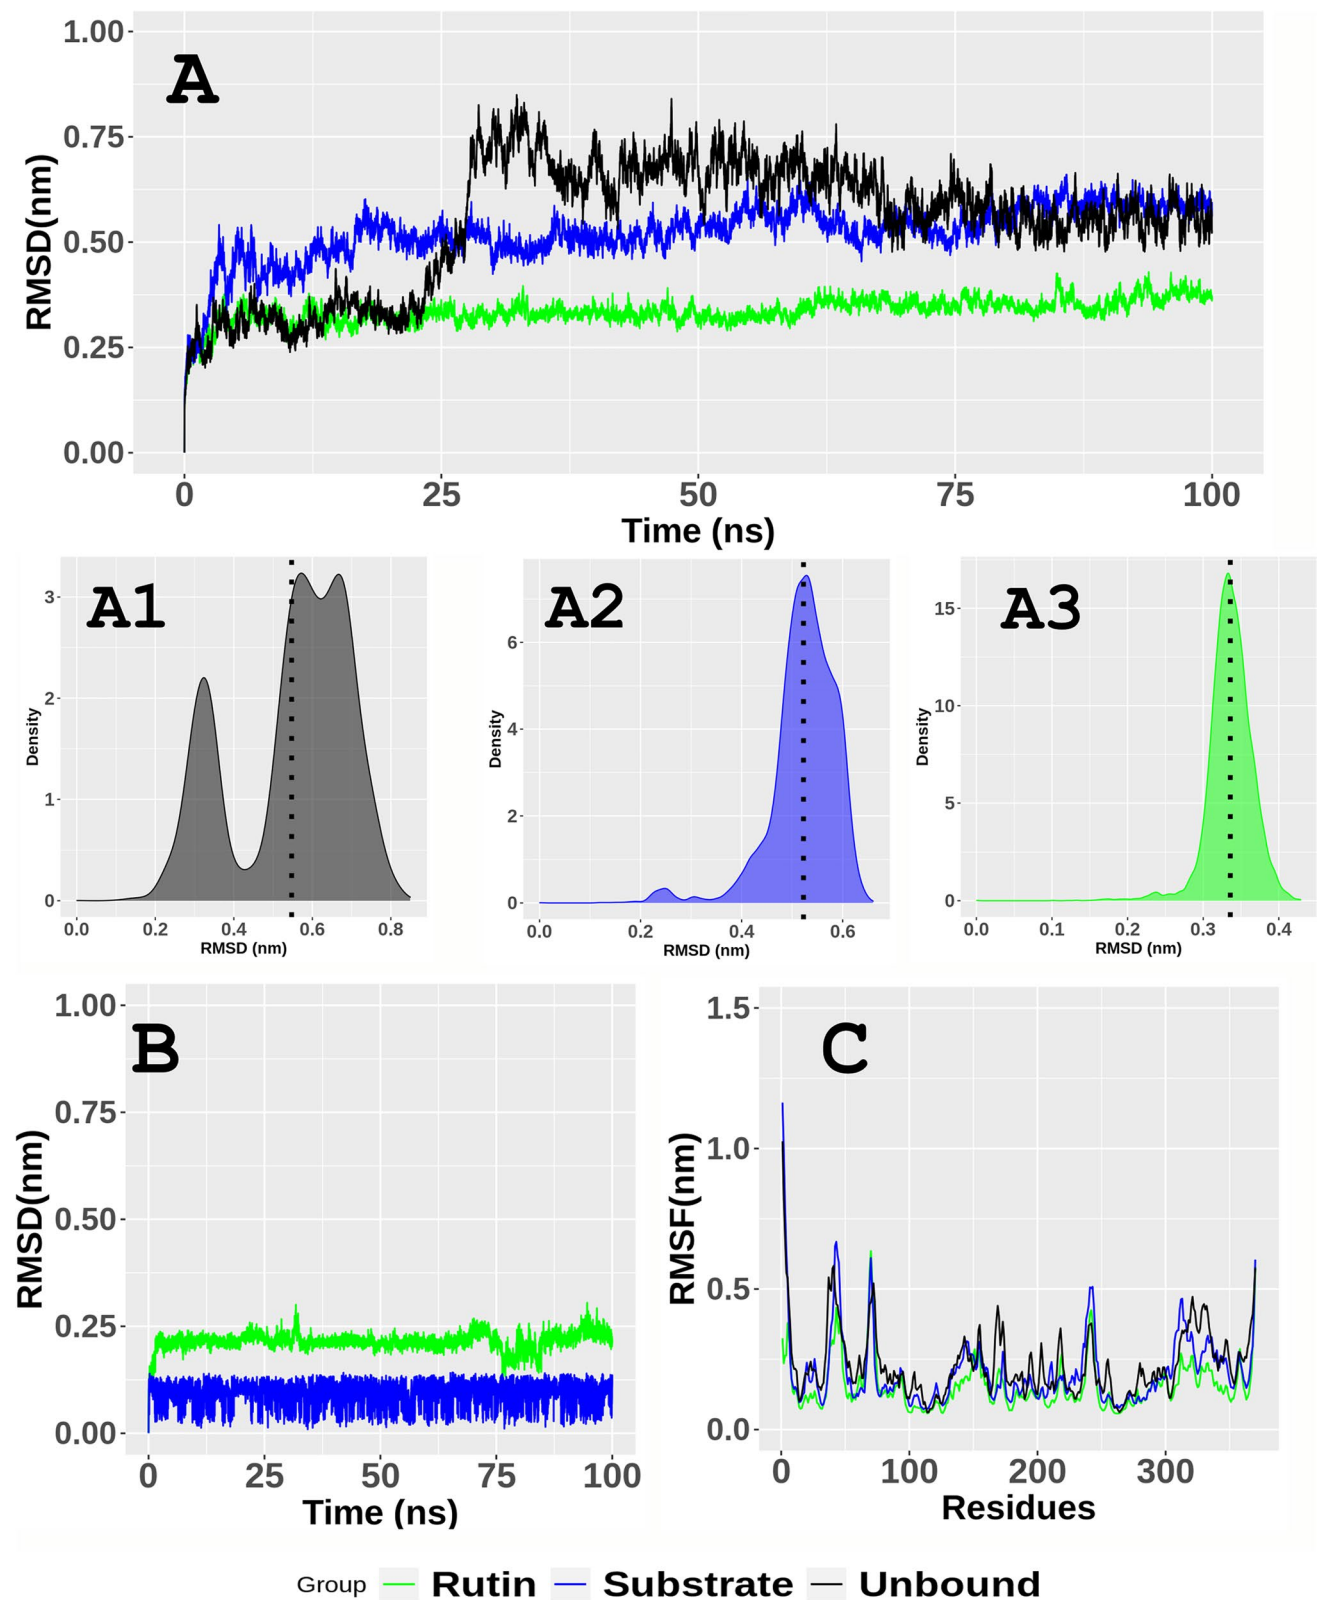 A
RMSD(nm)
1.00
0.75
0.50
0.25
0.00
0 25 50 75 100
Time (ns)
A1
Density
3
2
1
0
0.0 0.2 0.4 0.6 0.8
RMSD (nm)
A2
Density
6
4
2
0
0.0 0.2 0.4 0.6
RMSD (nm)
A3
Density
15
10
5
0
0.0 0.1 0.2 0.3 0.4
RMSD (nm)
B
RMSD(nm)
1.00
0.75
0.50
0.25
0.00
0 25 50 75 100
Time (ns)
C
RMSF(nm)
1.5
1.0
0.5
0.0
0 100 200 300
Residues
Group Rutin Substrate Unbound